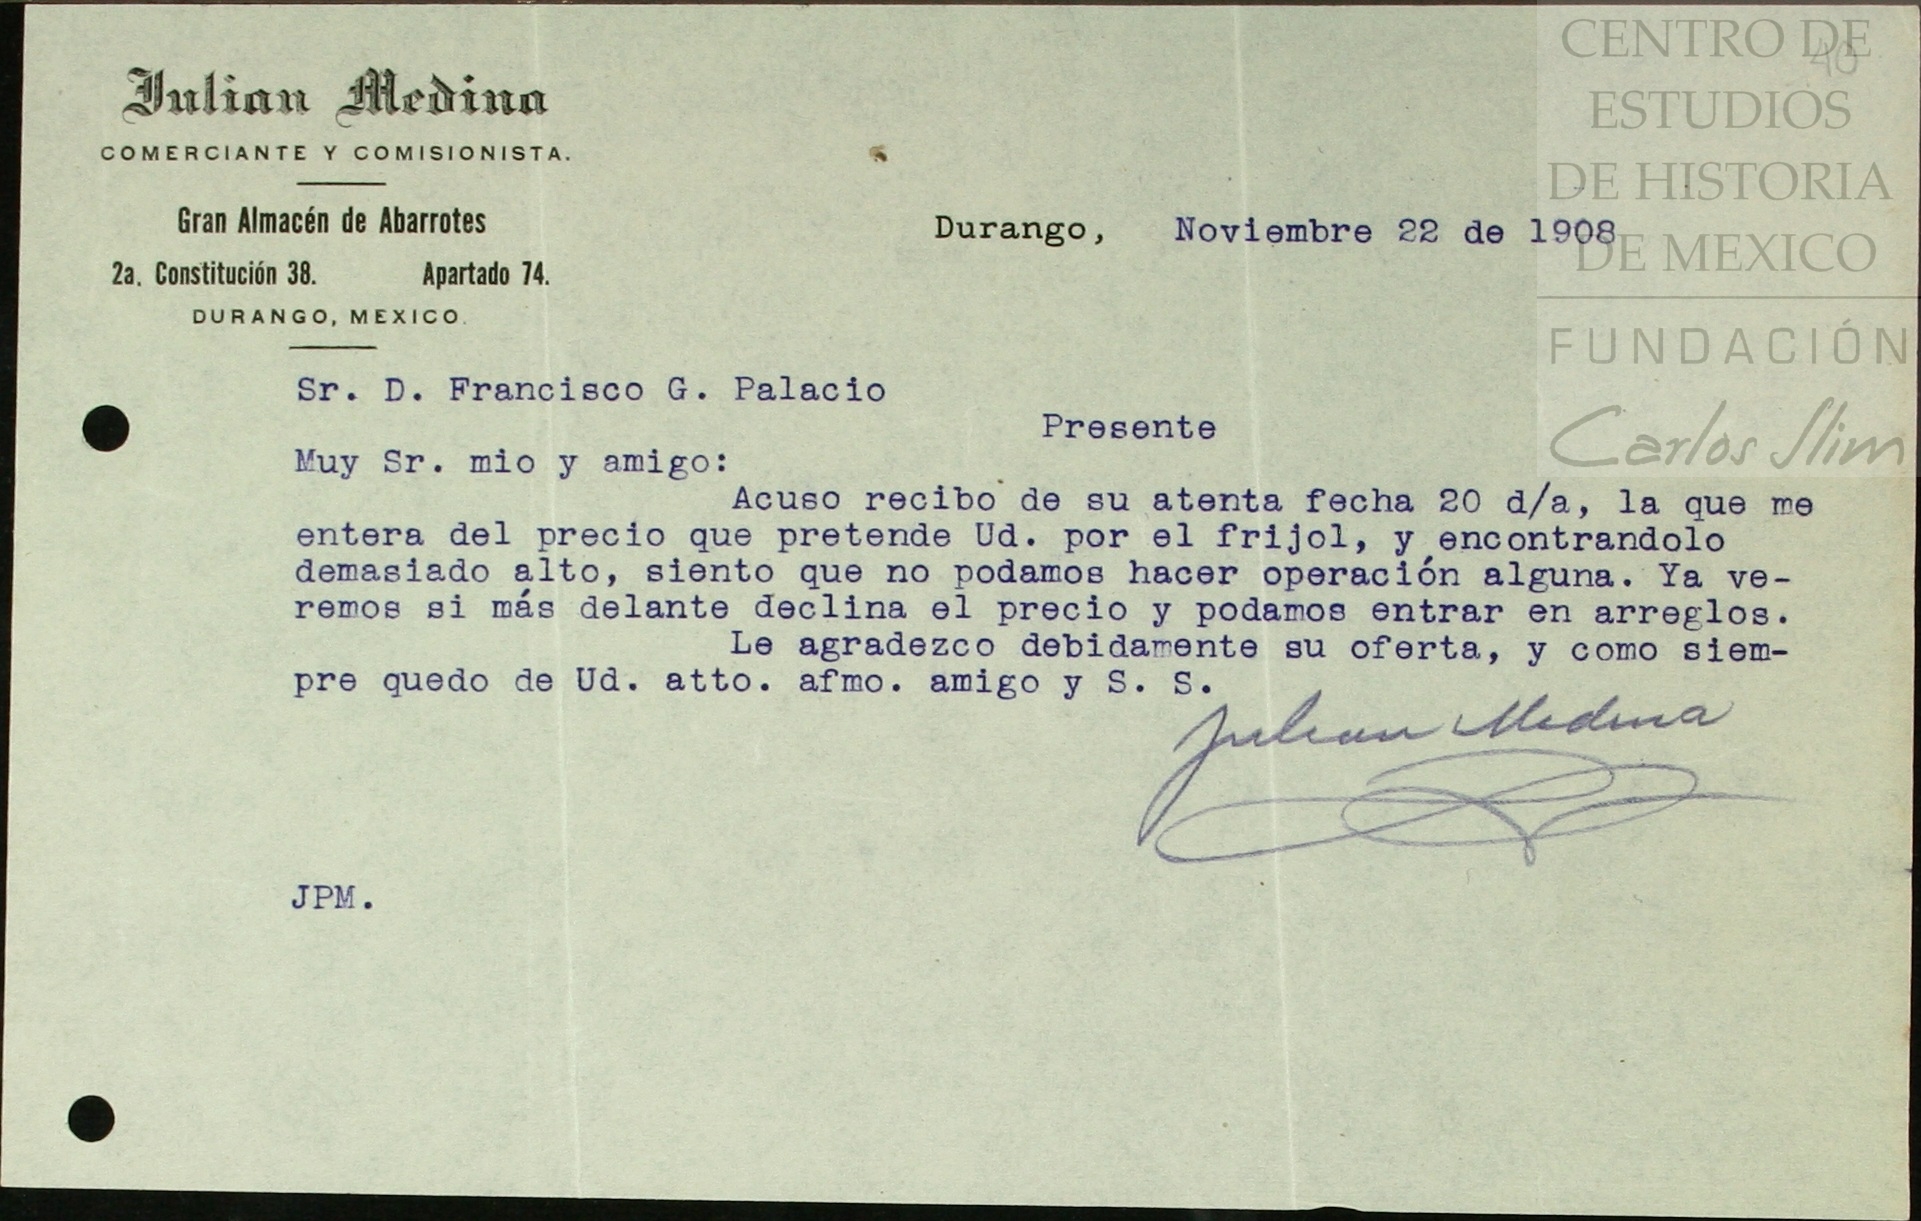 Julian Medina
COMERCIANTE Y COMISIONISTA.
Gran Almacén de Abarrotes
2a. Constitución 38. Apartado 74.
DURANGO, MEXICO.
40
CENTRO DE
ESTUDIOS
DE HISTORIA
DE MEXICO
FUNDACIÓN
Carlos Slim
Durango, Noviembre 22 de 1908
Sr. D. Francisco G. Palacio
Presente
Muy Sr. mio y amigo:
Acuso recibo de su atenta fecha 20 d/a, la que me
entera del precio que pretende Ud. por el frijol, y encontrandolo
demasiado alto, siento que no podamos hacer operación alguna. Ya ve-
remos si más delante declina el precio y podamos entrar en arreglos.
Le agradezco debidamente su oferta, y como siem-
pre quedo de Ud. atto. afmo. amigo y S. S.
Julian Medina
JPM.